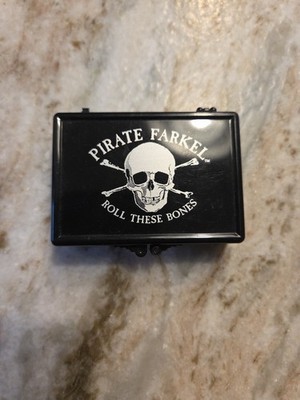 PIRATE FARKEL®
ROLL THESE BONES